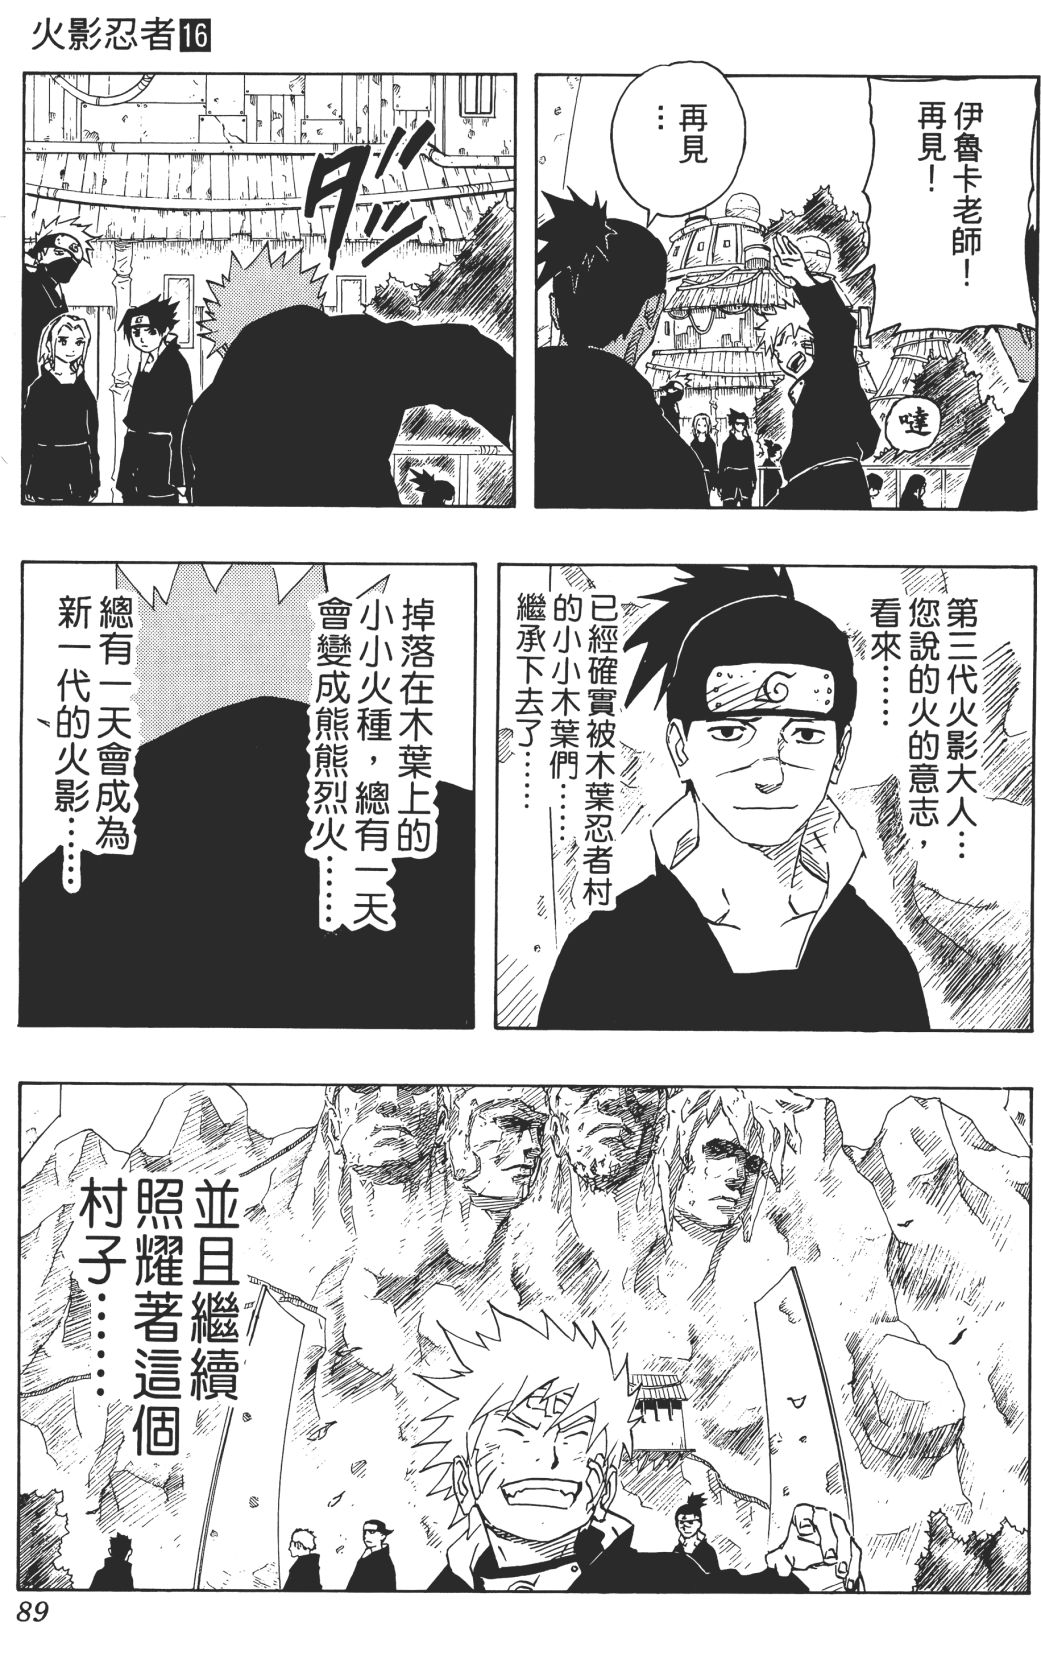 火影忍者16
伊魯卡老師！
再見！
再見
…
噠
ダッ
第三代火影大人…
您說的火的意志，
看來……
已經確實被木葉忍者村
的小小木葉們……
繼承下去了……
掉落在木葉上的
小小火種，總有一天
會變成熊熊烈火……
總有一天會成為
新一代的火影……
並且繼續
照耀著這個
村子……
89